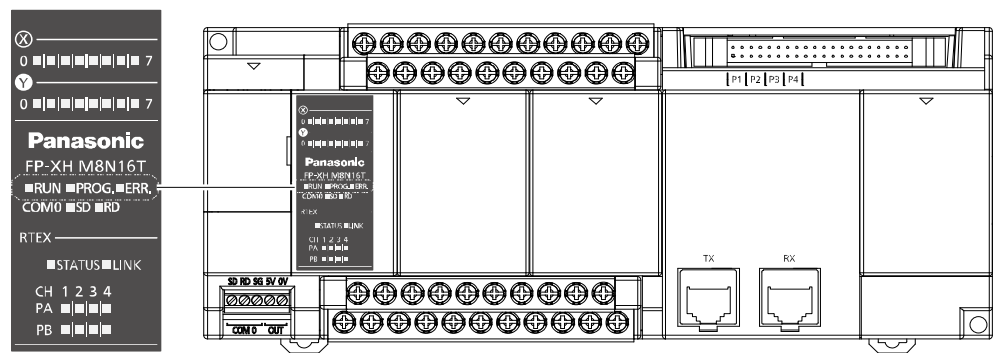 X
0 7
Y
0 7
Panasonic
FP-XH M8N16T
RUN PROG. ERR.
COM0 SD RD
RTEX
STATUS LINK
CH 1 2 3 4
PA
PB
X
0 7
Y
0 7
Panasonic
FP-XH M8N16T
RUN PROG. ERR.
COM0 SD RD
RTEX
STATUS LINK
CH 1 2 3 4
PA
PB
P1 P2 P3 P4
TX RX
SD RD SG 5V 0V
COM 0 OUT